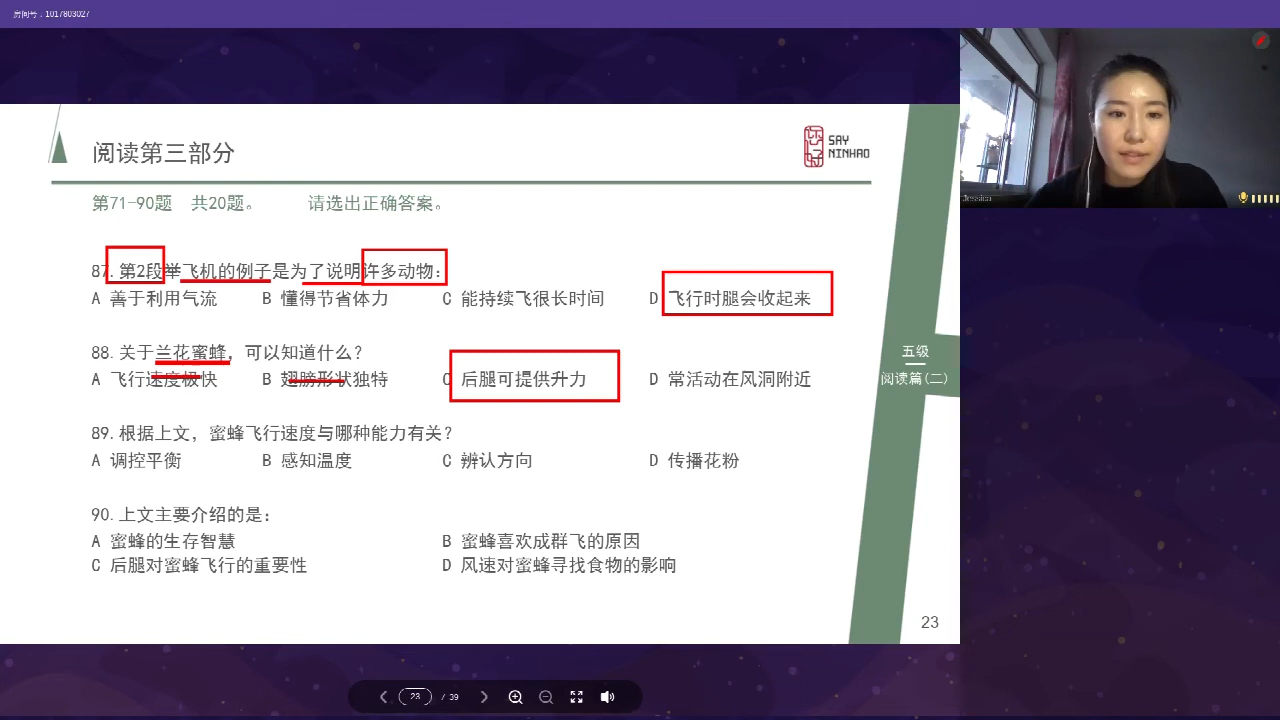 房间号：1017803027
阅读第三部分
SAY
NINHAO
第71-90题 共20题。 请选出正确答案。
87.第2段举飞机的例子是为了说明许多动物：
A 善于利用气流 B 懂得节省体力 C 能持续飞很长时间 D 飞行时腿会收起来
88.关于兰花蜜蜂，可以知道什么？
A 飞行速度极快 B 翅膀形状独特 C 后腿可提供升力 D 常活动在风洞附近
89.根据上文，蜜蜂飞行速度与哪种能力有关？
A 调控平衡 B 感知温度 C 辨认方向 D 传播花粉
90.上文主要介绍的是：
A 蜜蜂的生存智慧 B 蜜蜂喜欢成群飞的原因
C 后腿对蜜蜂飞行的重要性 D 风速对蜜蜂寻找食物的影响
五级
阅读篇(二)
23
Jessica
23 / 39